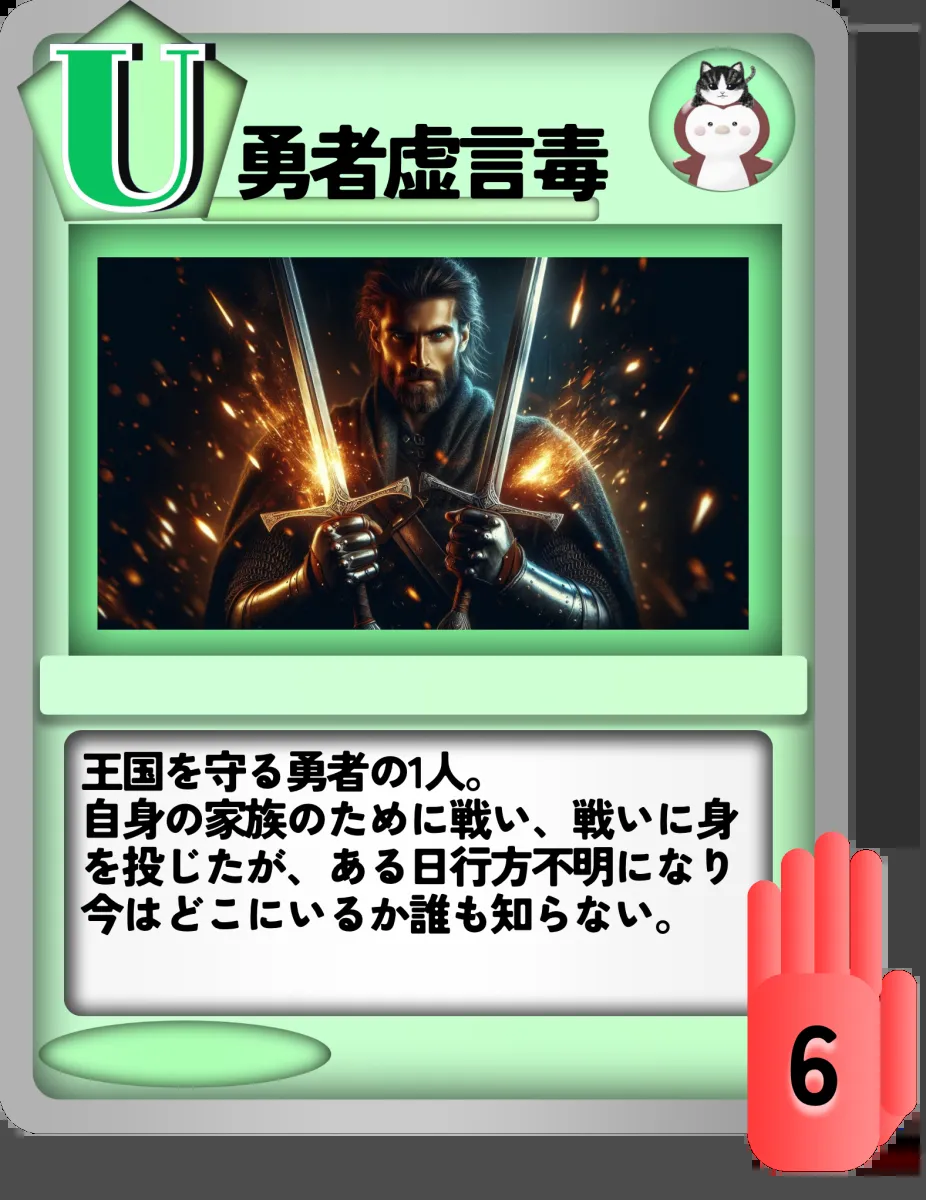 U
勇者虚言毒
王国を守る勇者の1人。
自身の家族のために戦い、戦いに身
を投じたが、ある日行方不明になり
今はどこにいるか誰も知らない。
6